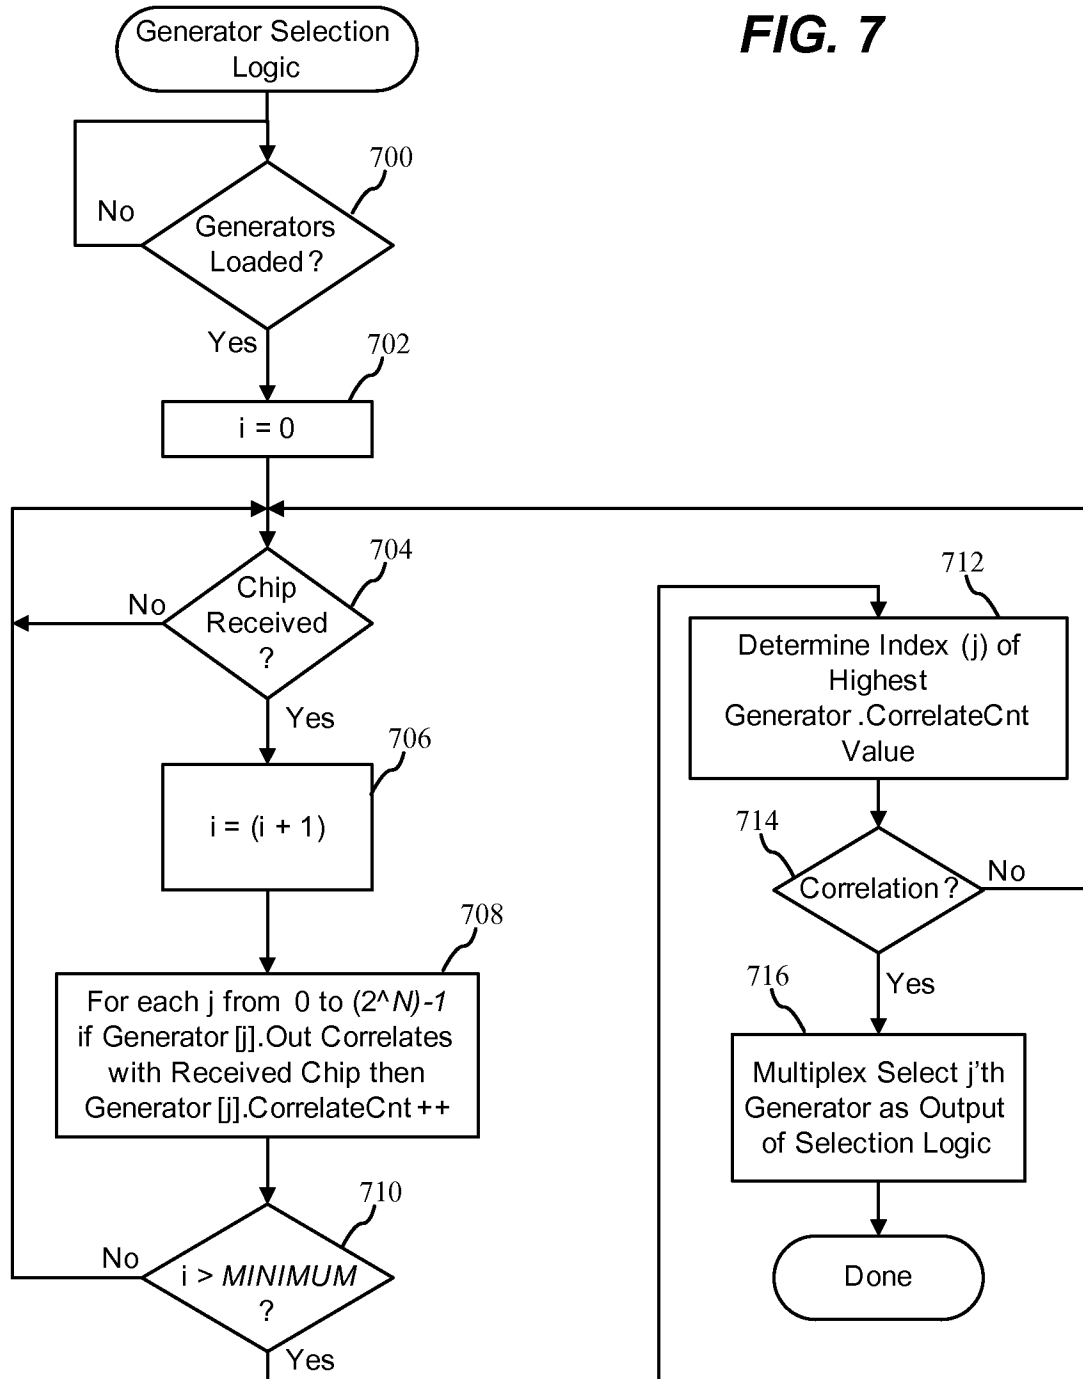 FIG. 7
Generator Selection
Logic
700
Generators
Loaded ?
No
Yes
702
i = 0
704
Chip
Received
?
No
Yes
706
i = (i + 1)
708
For each j from 0 to (2^N)-1
if Generator [j].Out Correlates
with Received Chip then
Generator [j].CorrelateCnt ++
710
i > MINIMUM
?
No
Yes
712
Determine Index (j) of
Highest
Generator .CorrelateCnt
Value
714
Correlation ?
No
Yes
716
Multiplex Select j'th
Generator as Output
of Selection Logic
Done